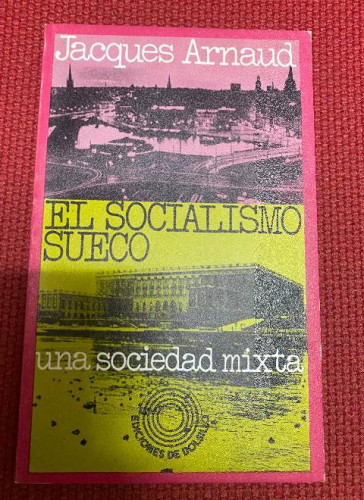 Jacques Arnaud
EL SOCIALISMO
SUECO
una sociedad mixta
EDICIONES DE BOLSILLO